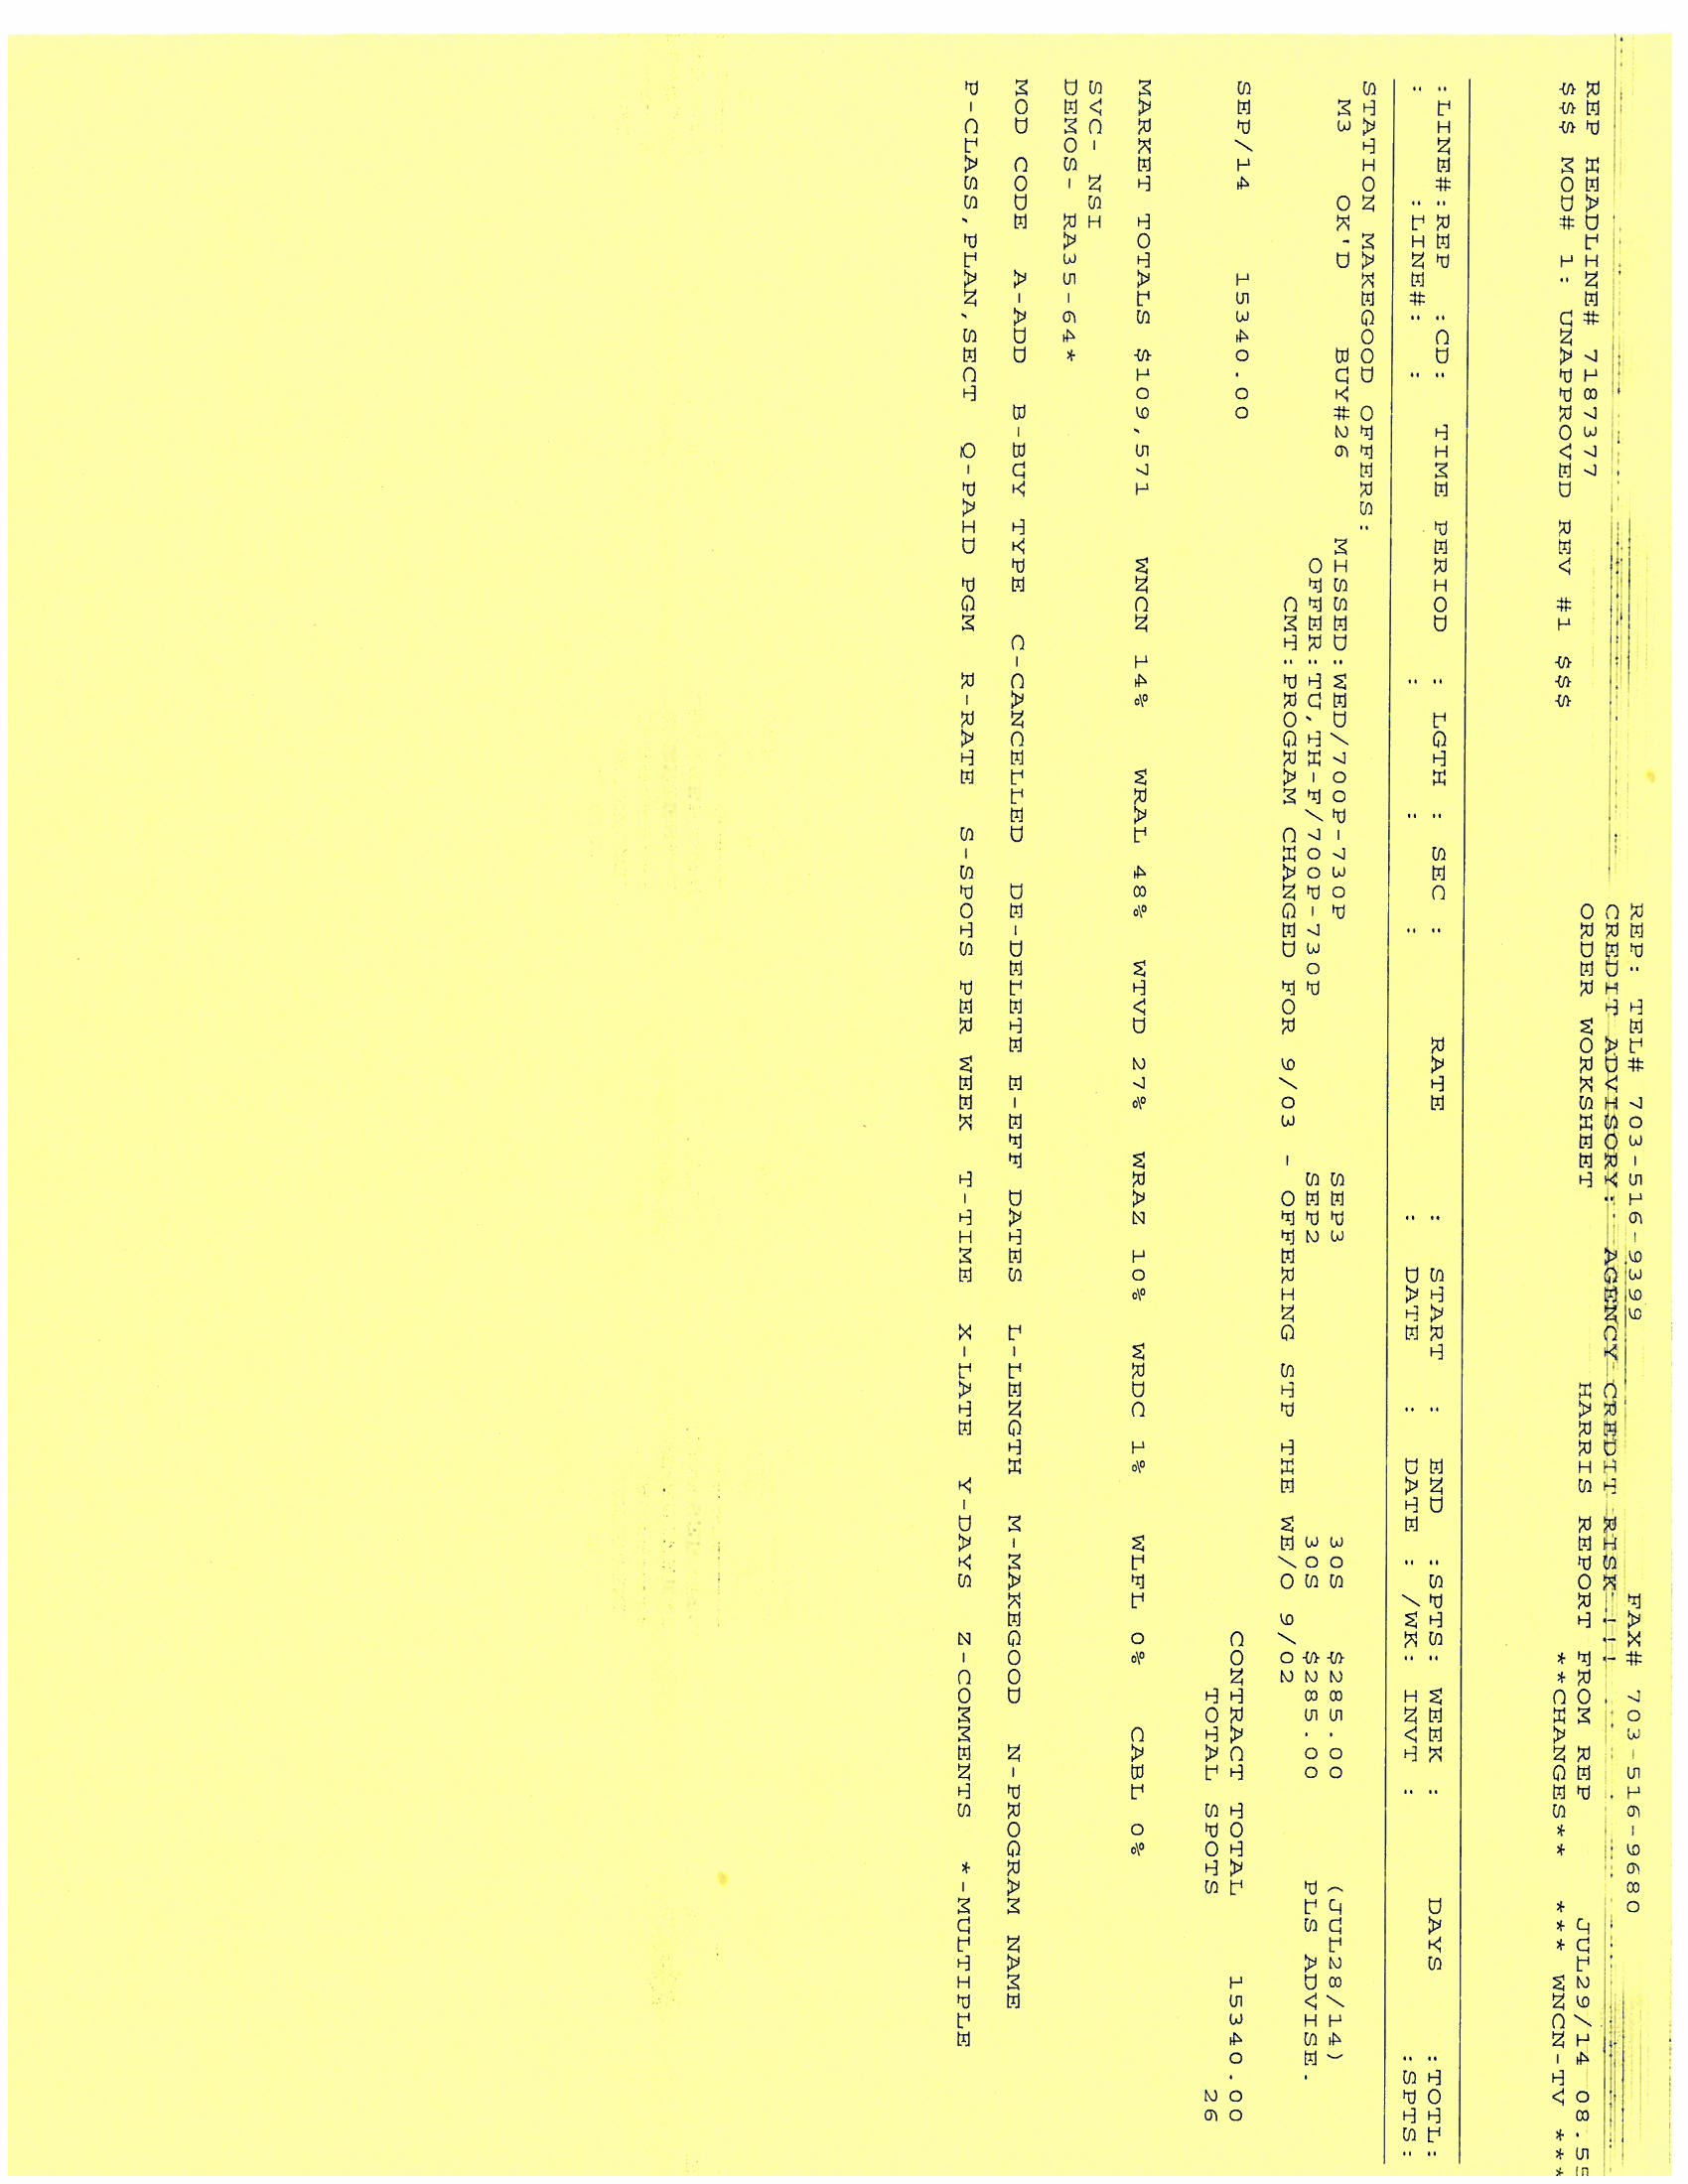 REP: TEL# 703-516-9399 FAX# 703-516-9680
CREDIT ADVISORY: AGENCY CREDIT RISK !!!
REP HEADLINE# 7187377 ORDER WORKSHEET HARRIS REPORT FROM REP JUL29/14 08.55
$$$ MOD# 1: UNAPPROVED REV #1 $$$ **CHANGES** *** WNCN-TV ***
:LINE#:REP :CD: TIME PERIOD : LGTH : SEC : RATE : START : END :SPTS: WEEK : DAYS :TOTL:
: :LINE#: : : : : : DATE : DATE : /WK: INVT : :SPTS:
STATION MAKEGOOD OFFERS:
M3 OK'D BUY#26 MISSED:WED/700P-730P SEP3 30S $285.00 (JUL28/14)
OFFER:TU,TH-F/700P-730P SEP2 30S $285.00 PLS ADVISE.
CMT:PROGRAM CHANGED FOR 9/03 - OFFERING STP THE WE/O 9/02
SEP/14 15340.00 CONTRACT TOTAL 15340.00
TOTAL SPOTS 26
MARKET TOTALS $109,571 WNCN 14% WRAL 48% WTVD 27% WRAZ 10% WRDC 1% WLFL 0% CABL 0%
SVC- NSI
DEMOS- RA35-64*
MOD CODE A-ADD B-BUY TYPE C-CANCELLED DE-DELETE E-EFF DATES L-LENGTH M-MAKEGOOD N-PROGRAM NAME
P-CLASS,PLAN,SECT Q-PAID PGM R-RATE S-SPOTS PER WEEK T-TIME X-LATE Y-DAYS Z-COMMENTS *-MULTIPLE